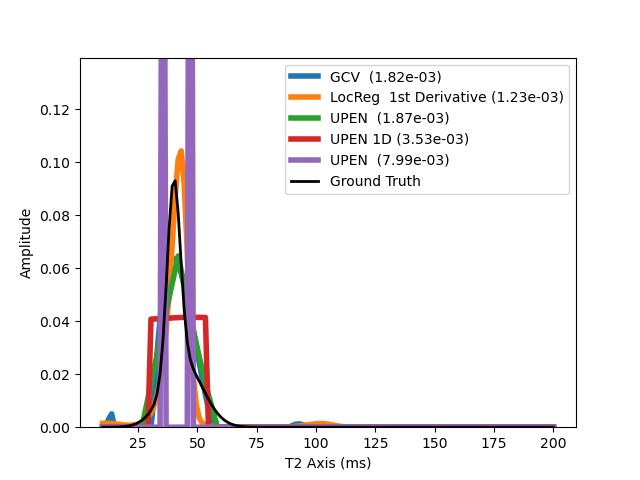 GCV (1.82e-03)
LocReg 1st Derivative (1.23e-03)
UPEN (1.87e-03)
UPEN 1D (3.53e-03)
UPEN (7.99e-03)
Ground Truth
0.12
0.10
0.08
0.06
0.04
0.02
0.00
Amplitude
25 50 75 100 125 150 175 200
T2 Axis (ms)